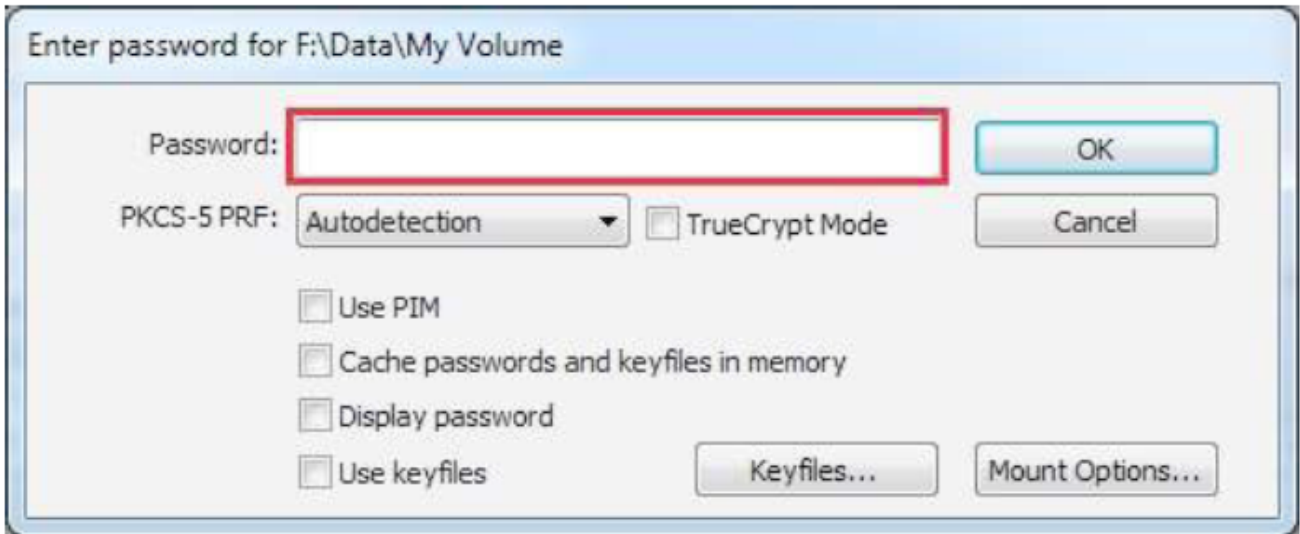 Enter password for F:\Data\My Volume
Password:
OK
PKCS-5 PRF: Autodetection TrueCrypt Mode Cancel
Use PIM
Cache passwords and keyfiles in memory
Display password
Use keyfiles Keyfiles... Mount Options...